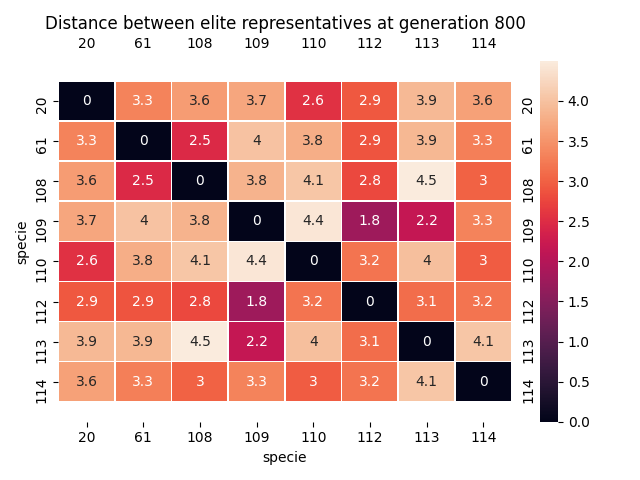 Distance between elite representatives at generation 800
20 61 108 109 110 112 113 114
20 0 3.3 3.6 3.7 2.6 2.9 3.9 3.6 20
61 3.3 0 2.5 4 3.8 2.9 3.9 3.3 61
108 3.6 2.5 0 3.8 4.1 2.8 4.5 3 108
109 3.7 4 3.8 0 4.4 1.8 2.2 3.3 109
110 2.6 3.8 4.1 4.4 0 3.2 4 3 110
112 2.9 2.9 2.8 1.8 3.2 0 3.1 3.2 112
113 3.9 3.9 4.5 2.2 4 3.1 0 4.1 113
114 3.6 3.3 3 3.3 3 3.2 4.1 0 114
20 61 108 109 110 112 113 114
specie
specie
4.0
3.5
3.0
2.5
2.0
1.5
1.0
0.5
0.0